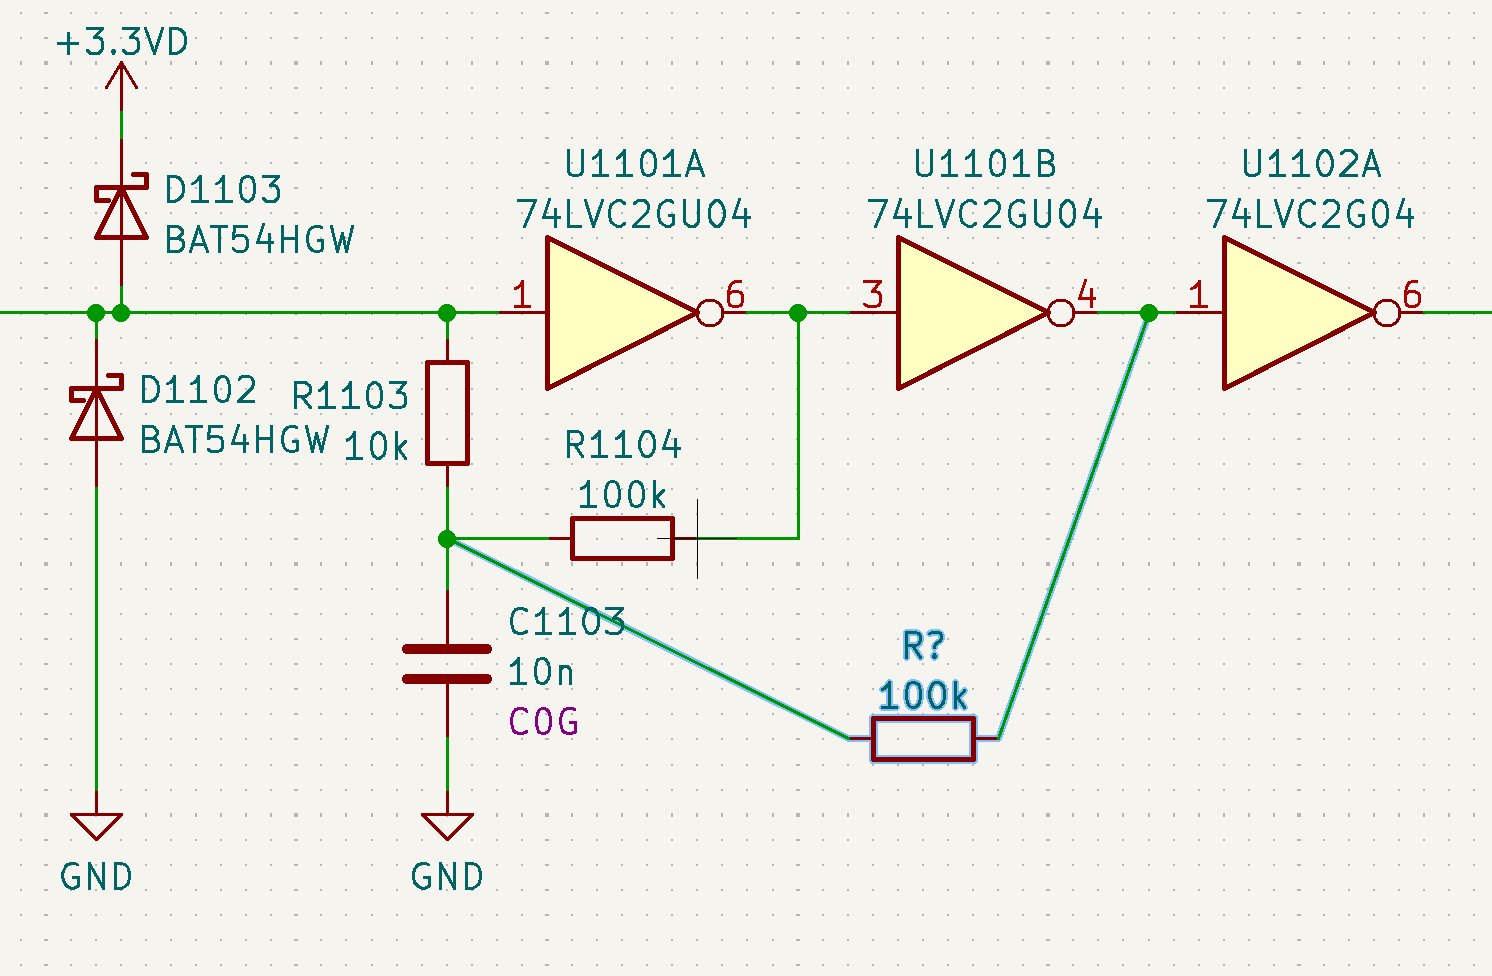 +3.3VD
D1103
BAT54HGW
U1101A
74LVC2GU04
1
6
U1101B
74LVC2GU04
3
4
U1102A
74LVC2G04
1
6
D1102
BAT54HGW
R1103
10k
R1104
100k
C1103
10n
C0G
R?
100k
GND
GND